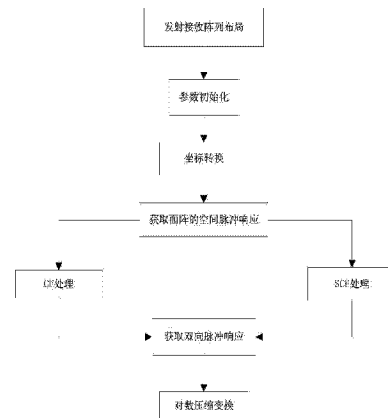 发射接收阵列布局
参数初始化
坐标转换
获取面阵的空间脉冲响应
处理
SCF处理
获取双向脉冲响应
对数压缩变换